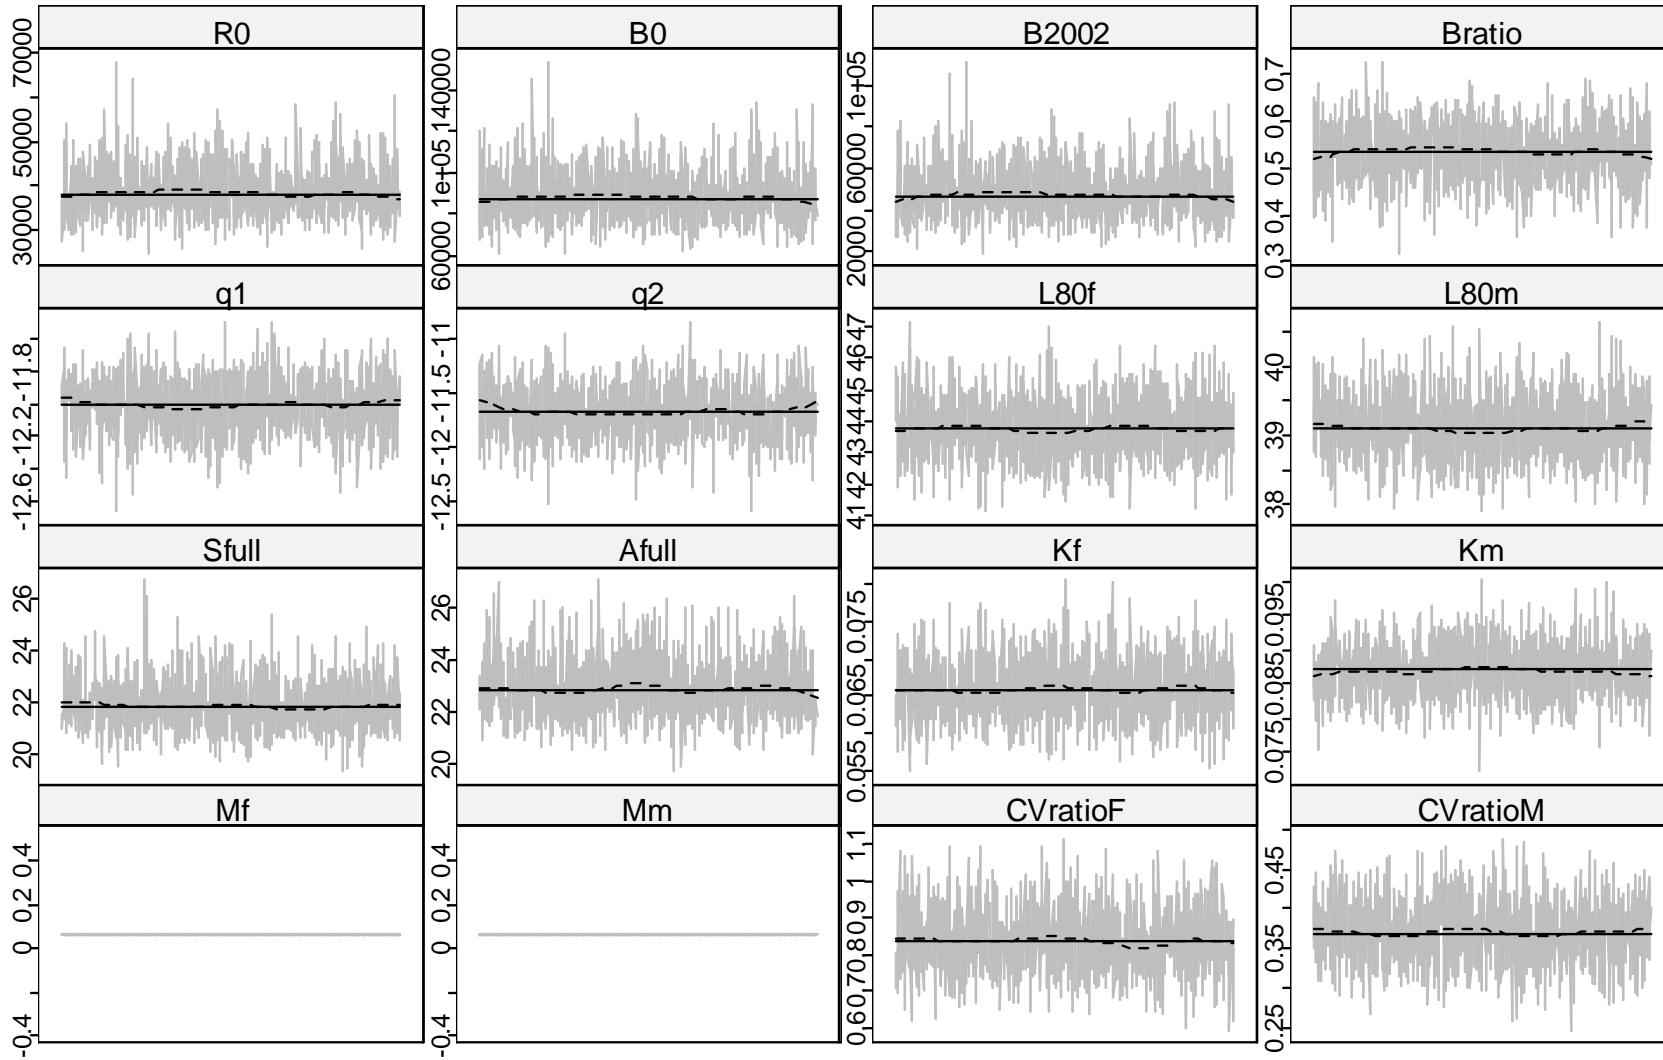 R0 B0 B2002 Bratio
30000 50000 70000
60000 1e+05 140000
20000 60000 1e+05
0.3 0.4 0.5 0.6 0.7
q1 q2 L80f L80m
-12.6 -12.2 -11.8
-12.5 -12 -11.5 -11
41 42 43 44 45 46 47
38 39 40
Sfull Afull Kf Km
20 22 24 26
20 22 24 26
0.055 0.065 0.075
0.075 0.085 0.095
Mf Mm CVratioF CVratioM
-0.4 0 0.2 0.4
-0.4 0 0.2 0.4
0.6 0.7 0.8 0.9 1 1.1
0.25 0.35 0.45